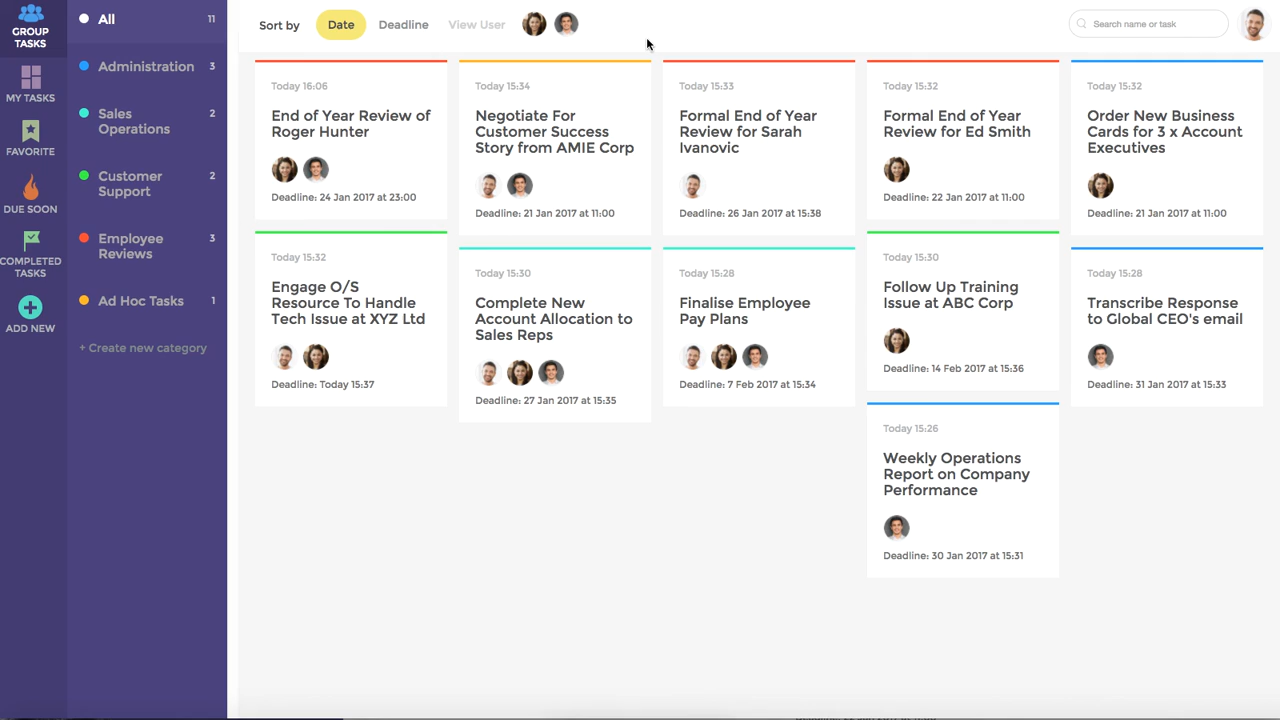 GROUP
TASKS
MY TASKS
FAVORITE
DUE SOON
COMPLETED
TASKS
ADD NEW
All 11
Administration 3
Sales 2
Operations
Customer 2
Support
Employee 3
Reviews
Ad Hoc Tasks 1
+ Create new category
Sort by Date Deadline View User
Search name or task
Today 16:06
End of Year Review of
Roger Hunter
Deadline: 24 Jan 2017 at 23:00
Today 15:32
Engage O/S
Resource To Handle
Tech Issue at XYZ Ltd
Deadline: Today 15:37
Today 15:34
Negotiate For
Customer Success
Story from AMIE Corp
Deadline: 21 Jan 2017 at 11:00
Today 15:30
Complete New
Account Allocation to
Sales Reps
Deadline: 27 Jan 2017 at 15:35
Today 15:33
Formal End of Year
Review for Sarah
Ivanovic
Deadline: 26 Jan 2017 at 15:38
Today 15:28
Finalise Employee
Pay Plans
Deadline: 7 Feb 2017 at 15:34
Today 15:32
Formal End of Year
Review for Ed Smith
Deadline: 22 Jan 2017 at 11:00
Today 15:30
Follow Up Training
Issue at ABC Corp
Deadline: 14 Feb 2017 at 15:36
Today 15:26
Weekly Operations
Report on Company
Performance
Deadline: 30 Jan 2017 at 15:31
Today 15:32
Order New Business
Cards for 3 x Account
Executives
Deadline: 21 Jan 2017 at 11:00
Today 15:28
Transcribe Response
to Global CEO's email
Deadline: 31 Jan 2017 at 15:33